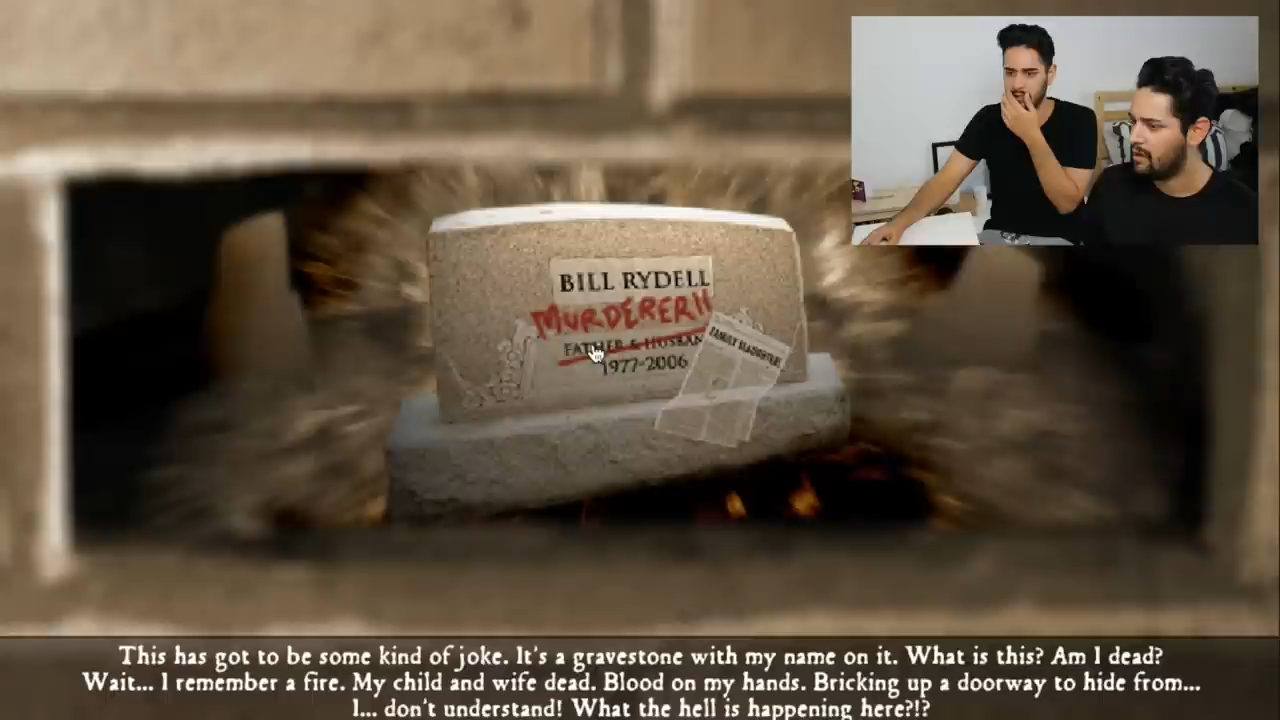 BILL RYDELL
MURDERER!!
FATHER & HUSBAN
1977-2006
FAMILY SLAUGHTER
This has got to be some kind of joke. It's a gravestone with my name on it. What is this? Am I dead?
Wait... I remember a fire. My child and wife dead. Blood on my hands. Bricking up a doorway to hide from...
I... don't understand! What the hell is happening here?!?